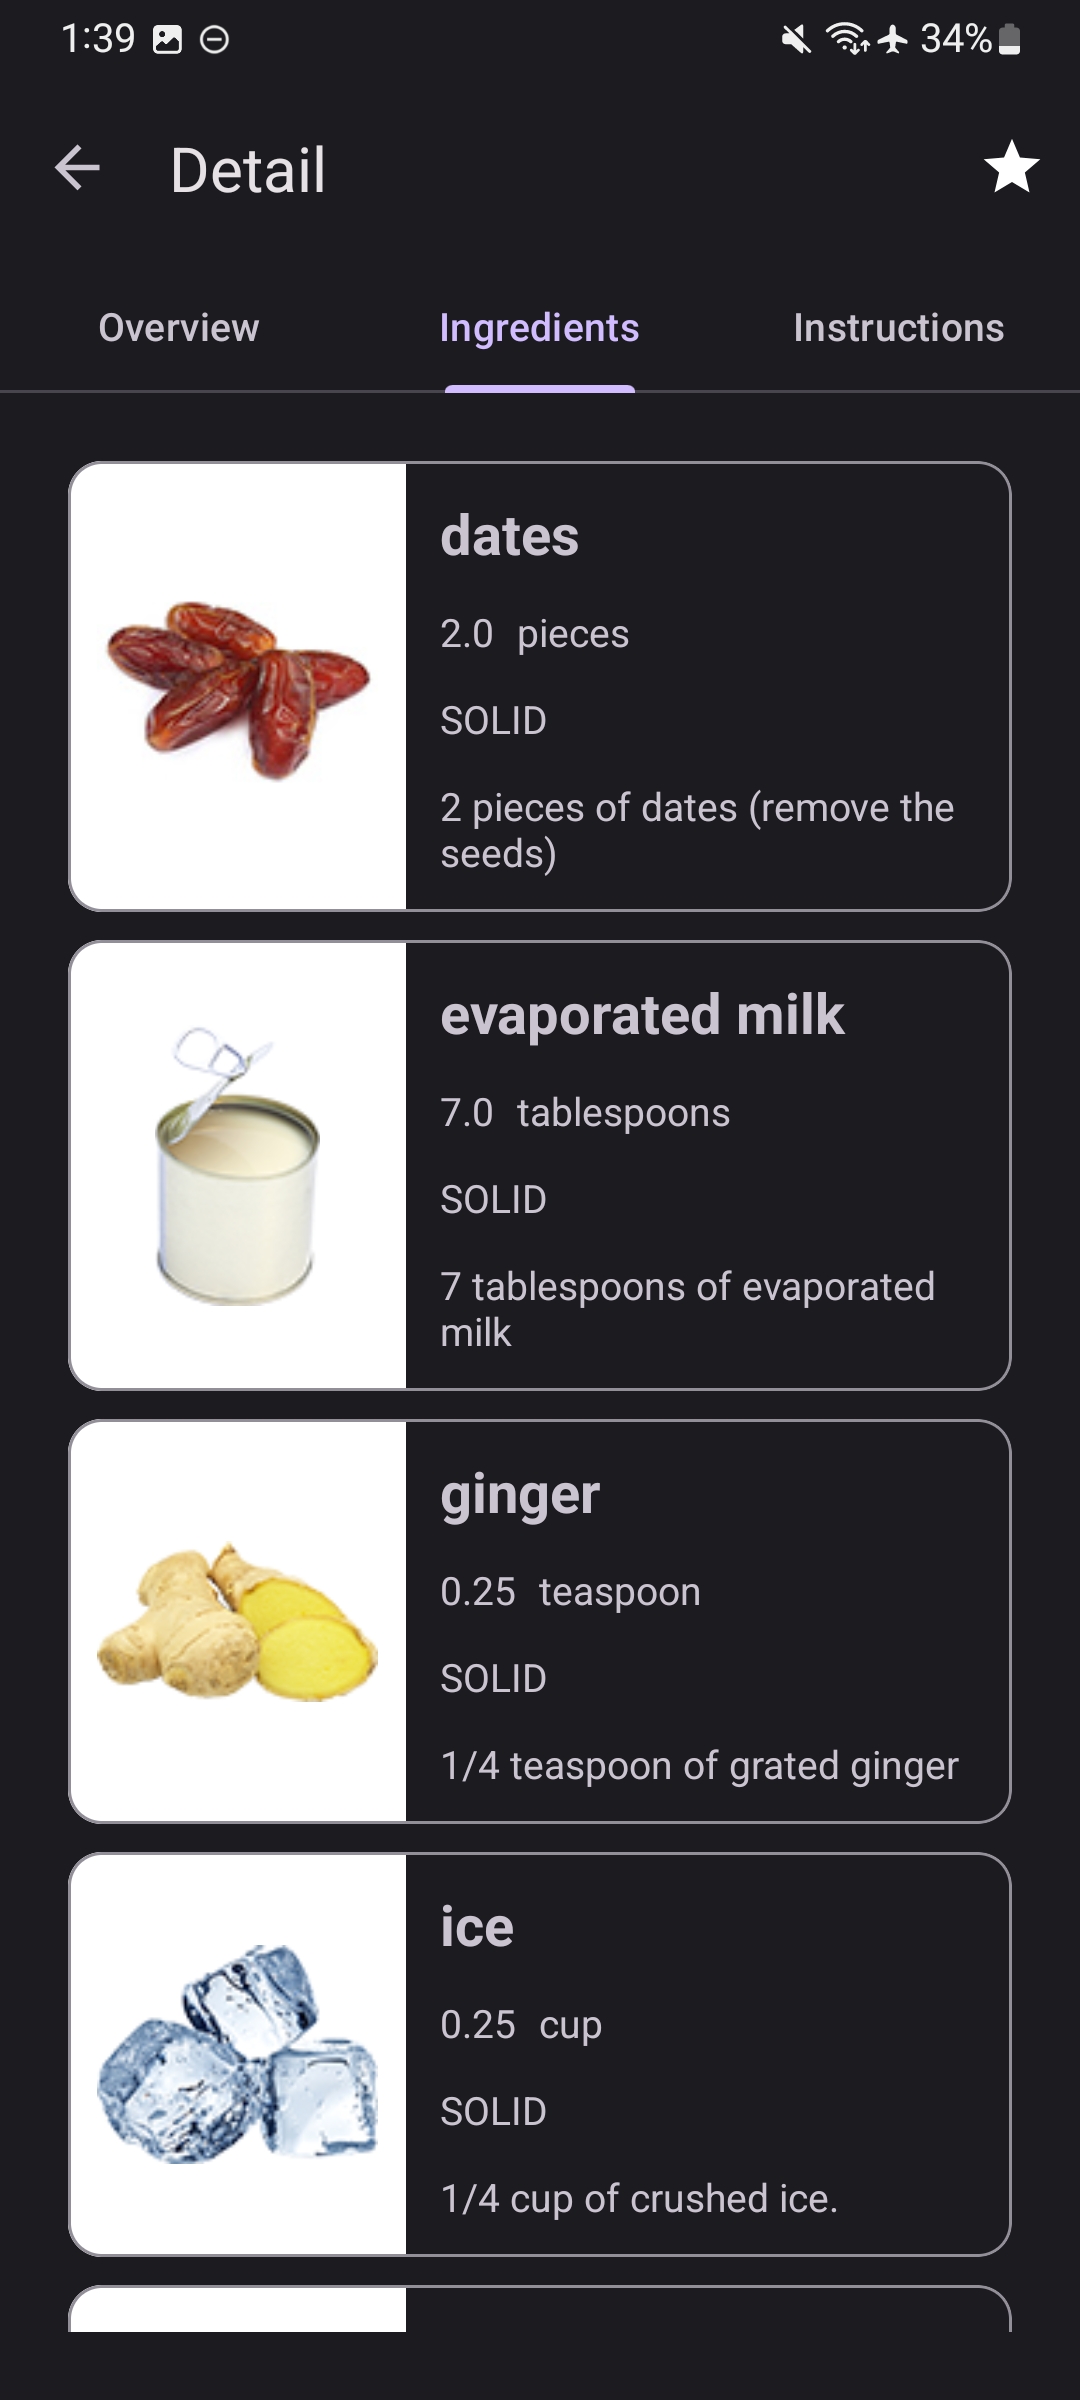 1:39 34%
Detail
Overview Ingredients Instructions
dates
2.0 pieces
SOLID
2 pieces of dates (remove the
seeds)
evaporated milk
7.0 tablespoons
SOLID
7 tablespoons of evaporated
milk
ginger
0.25 teaspoon
SOLID
1/4 teaspoon of grated ginger
ice
0.25 cup
SOLID
1/4 cup of crushed ice.